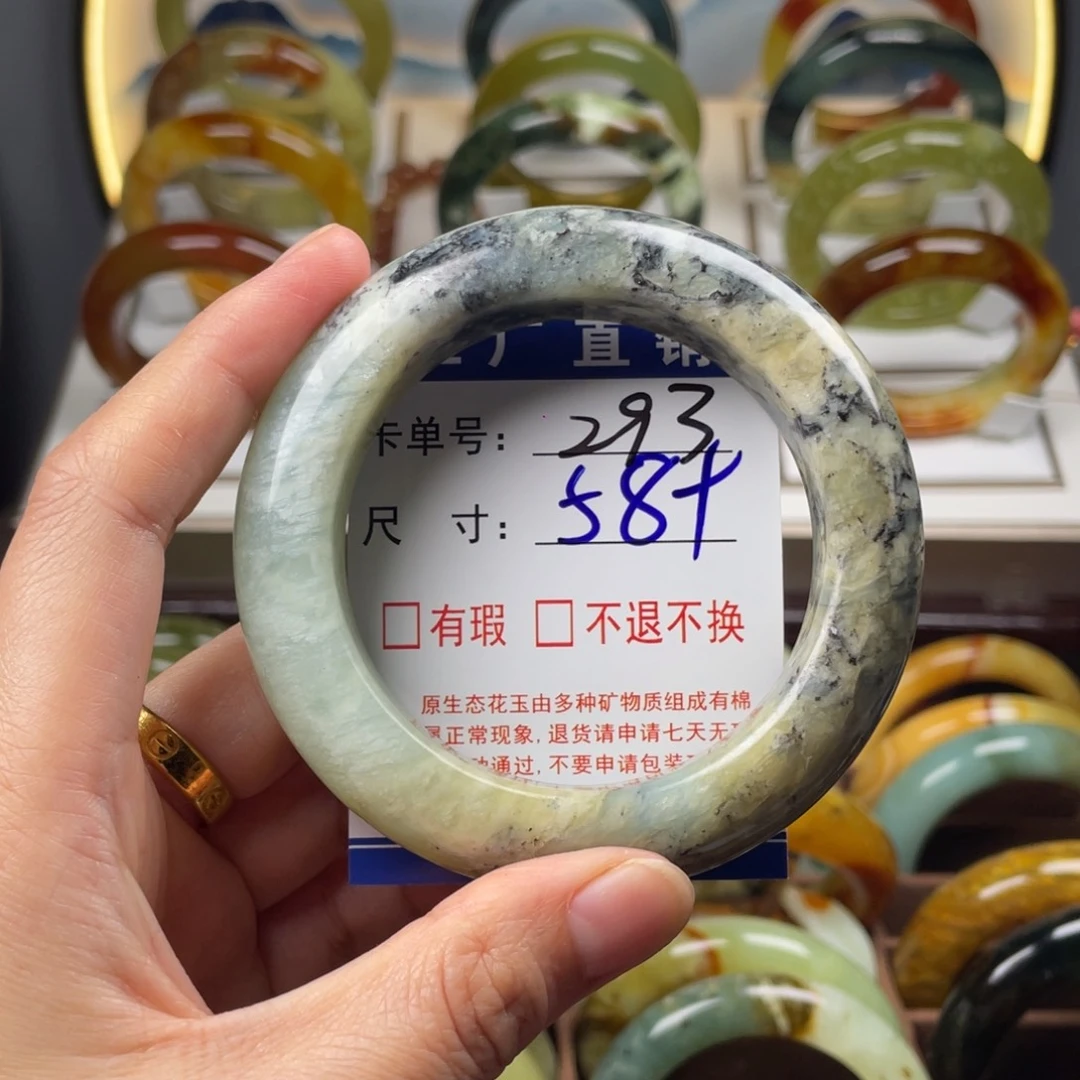 厂直销
卡单号: 293
尺 寸: 58+
□有瑕 □不退不换
原生态花玉由多种矿物质组成有棉
属正常现象,退货请申请七天无
动通过,不要申请包装